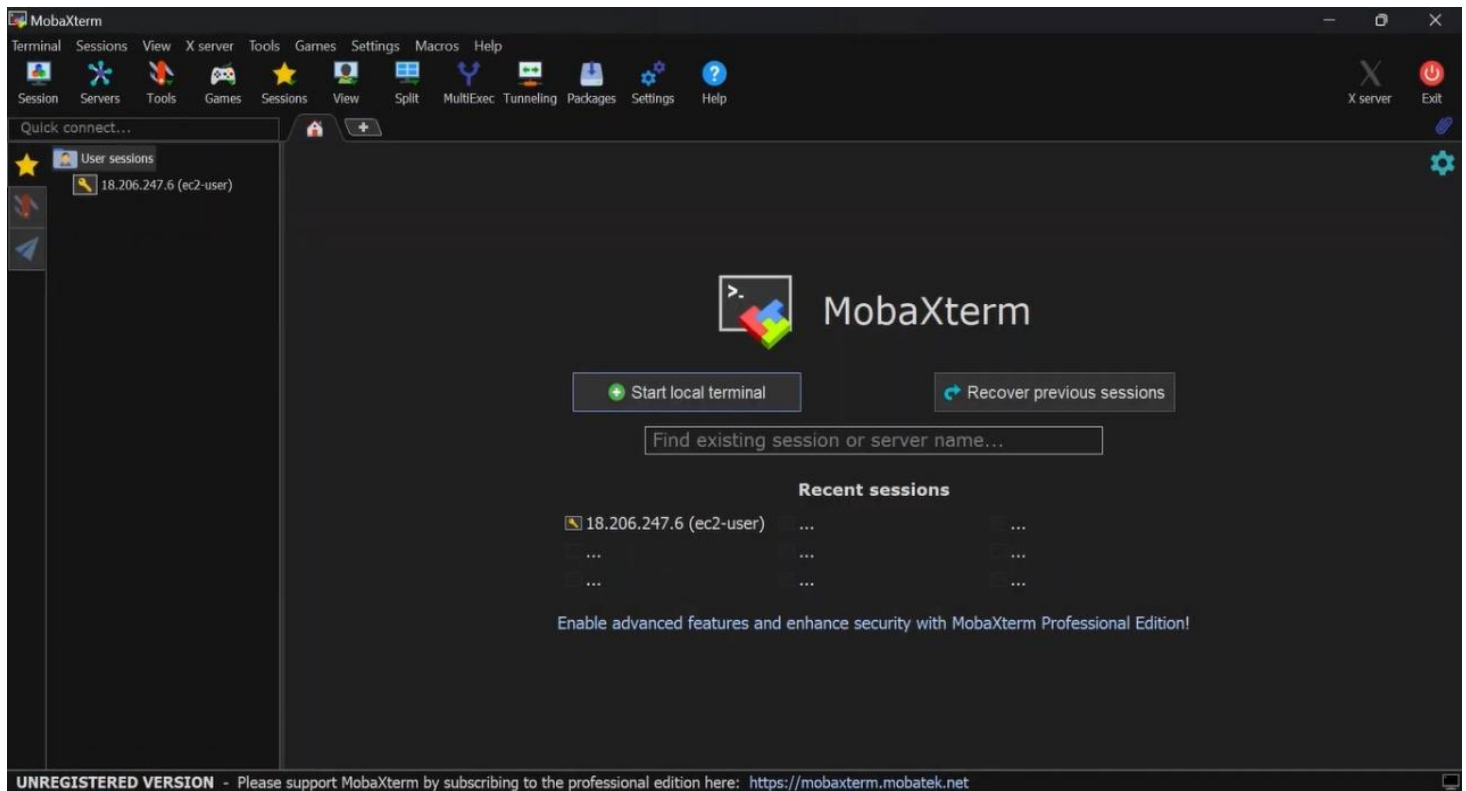 MobaXterm
Terminal Sessions View X server Tools Games Settings Macros Help
Session Servers Tools Games Sessions View Split MultiExec Tunneling Packages Settings Help X server Exit
Quick connect...
User sessions
18.206.247.6 (ec2-user)
>_
MobaXterm
Start local terminal Recover previous sessions
Find existing session or server name...
Recent sessions
18.206.247.6 (ec2-user) ... ...
... ... ...
... ... ...
Enable advanced features and enhance security with MobaXterm Professional Edition!
UNREGISTERED VERSION - Please support MobaXterm by subscribing to the professional edition here: https://mobaxterm.mobatek.net